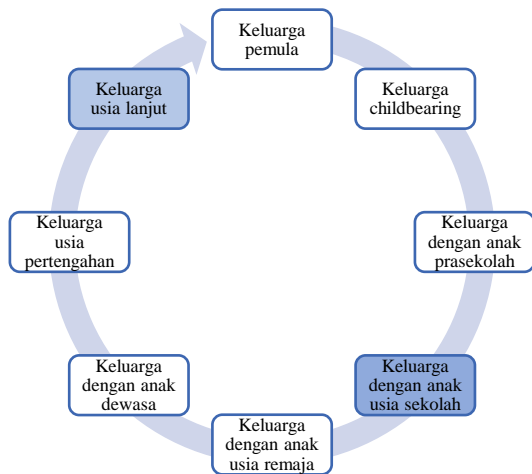 Keluarga
pemula
Keluarga
childbearing
Keluarga
dengan anak
prasekolah
Keluarga
dengan anak
usia sekolah
Keluarga
dengan anak
usia remaja
Keluarga
dengan anak
dewasa
Keluarga
usia
pertengahan
Keluarga
usia lanjut